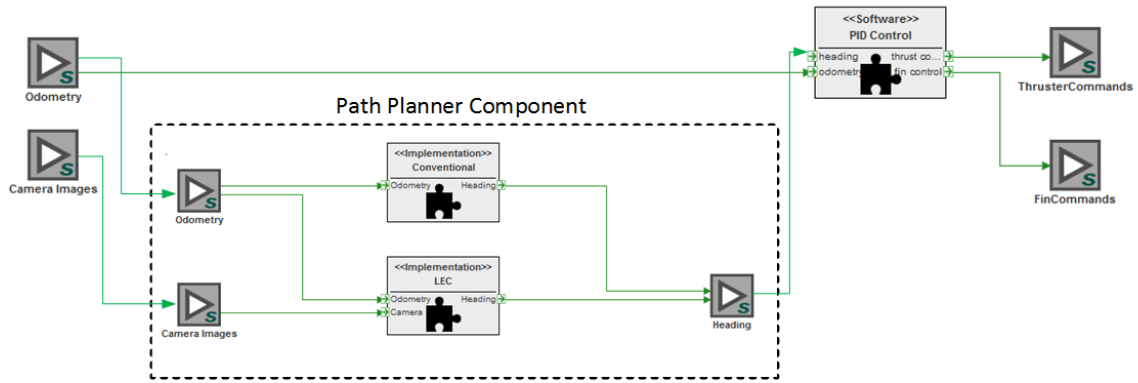 <<Software>>
PID Control
heading
thrust co...
odometry
fin control
S
Odometry
S
ThrusterCommands
Path Planner Component
S
Camera Images
<<Implementation>>
Conventional
Odometry
Heading
S
FinCommands
S
Odometry
<<Implementation>>
LEC
Odometry
Heading
Camera
S
Camera Images
S
Heading